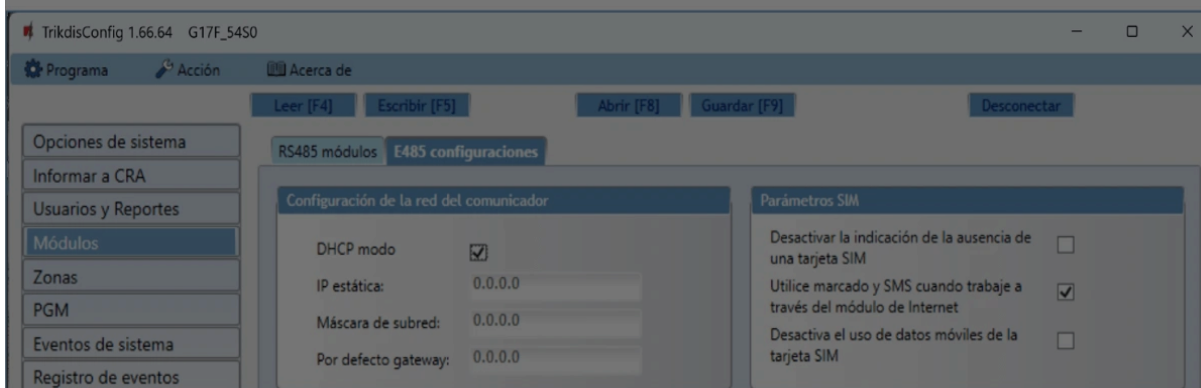 TrikdisConfig 1.66.64 G17F_54S0
Programa Acción Acerca de
Leer [F4] Escribir [F5] Abrir [F8] Guardar [F9] Desconectar
Opciones de sistema
Informar a CRA
Usuarios y Reportes
Módulos
Zonas
PGM
Eventos de sistema
Registro de eventos
RS485 módulos E485 configuraciones
Configuración de la red del comunicador
DHCP modo
IP estática: 0.0.0.0
Máscara de subred: 0.0.0.0
Por defecto gateway: 0.0.0.0
Parámetros SIM
Desactivar la indicación de la ausencia de
una tarjeta SIM
Utilice marcado y SMS cuando trabaje a
través del módulo de Internet
Desactiva el uso de datos móviles de la
tarjeta SIM